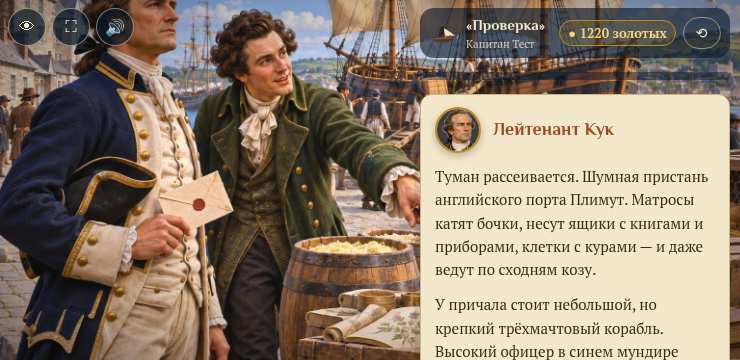 «Проверка»
Капитан Тест
1220 золотых
Лейтенант Кук
Туман рассеивается. Шумная пристань
английского порта Плимут. Матросы
катят бочки, несут ящики с книгами и
приборами, клетки с курами — и даже
ведут по сходням козу.
У причала стоит небольшой, но
крепкий трёхмачтовый корабль.
Высокий офицер в синем мундире